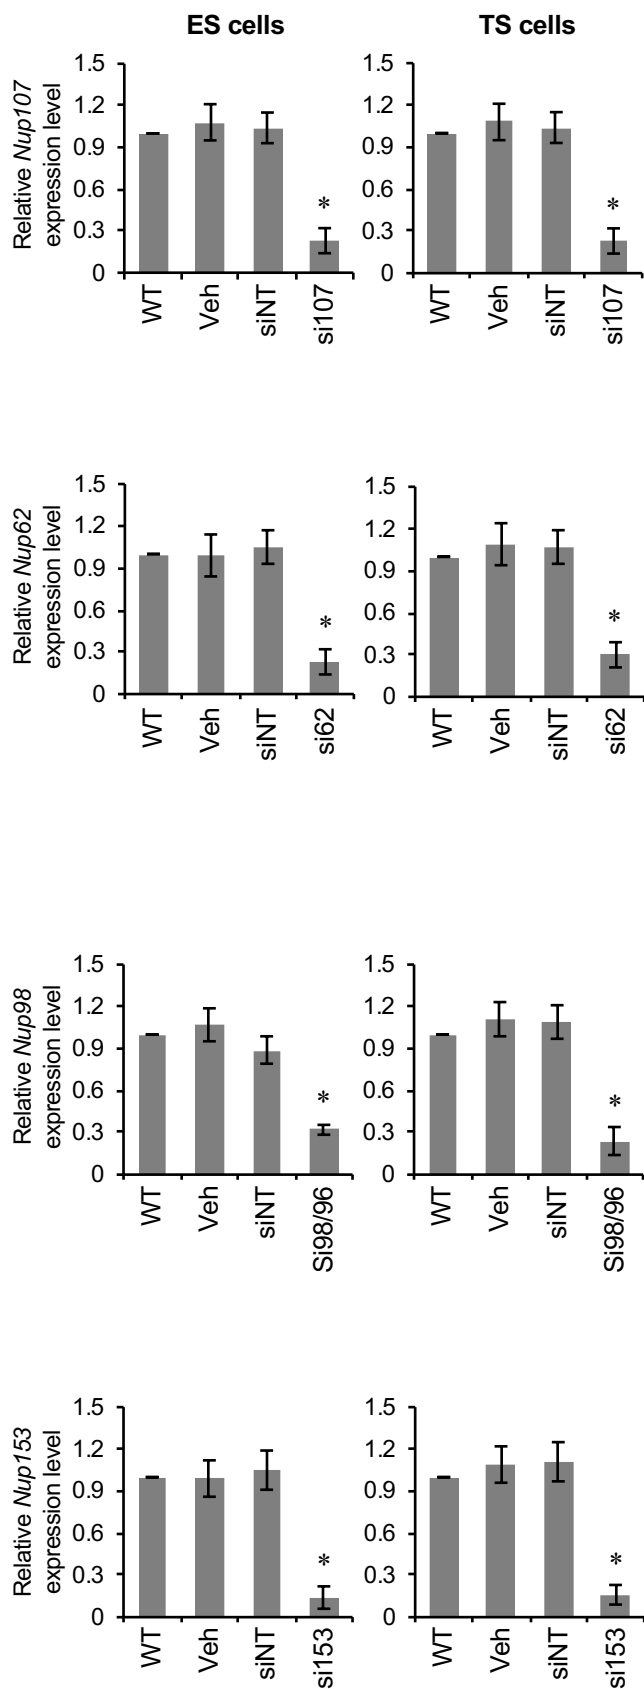 ES cells
TS cells
Relative Nup107
expression level
1.5
1.2
0.9
0.6
0.3
0
*
WT
Veh
siNT
si107
1.5
1.2
0.9
0.6
0.3
0
*
WT
Veh
siNT
si107
Relative Nup62
expression level
1.5
1.2
0.9
0.6
0.3
0
*
WT
Veh
siNT
si62
1.5
1.2
0.9
0.6
0.3
0
*
WT
Veh
siNT
si62
Relative Nup98
expression level
1.5
1.2
0.9
0.6
0.3
0
*
WT
Veh
siNT
Si98/96
1.5
1.2
0.9
0.6
0.3
0
*
WT
Veh
siNT
Si98/96
Relative Nup153
expression level
1.5
1.2
0.9
0.6
0.3
0
*
WT
Veh
siNT
si153
1.5
1.2
0.9
0.6
0.3
0
*
WT
Veh
siNT
si153